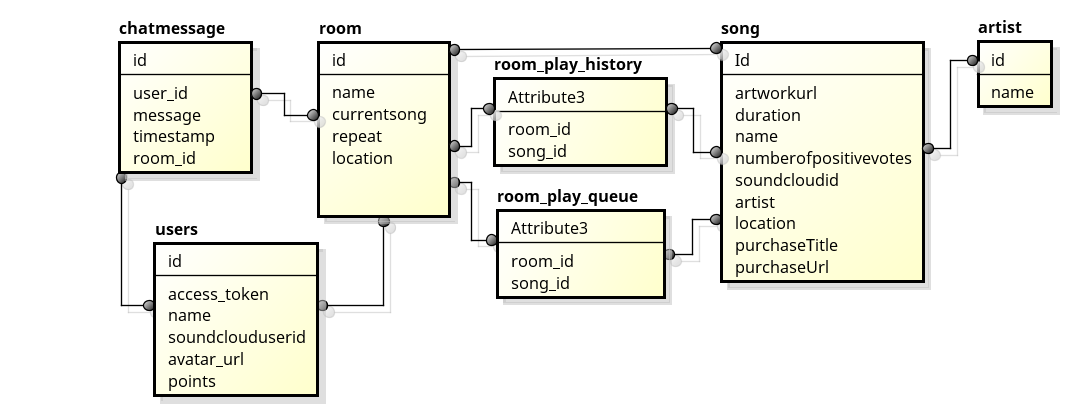 chatmessage
id
user_id
message
timestamp
room_id
room
id
name
currentsong
repeat
location
room_play_history
Attribute3
room_id
song_id
room_play_queue
Attribute3
room_id
song_id
song
Id
artworkurl
duration
name
numberofpositivevotes
soundcloudid
artist
location
purchaseTitle
purchaseUrl
artist
id
name
users
id
access_token
name
soundclouduserid
avatar_url
points